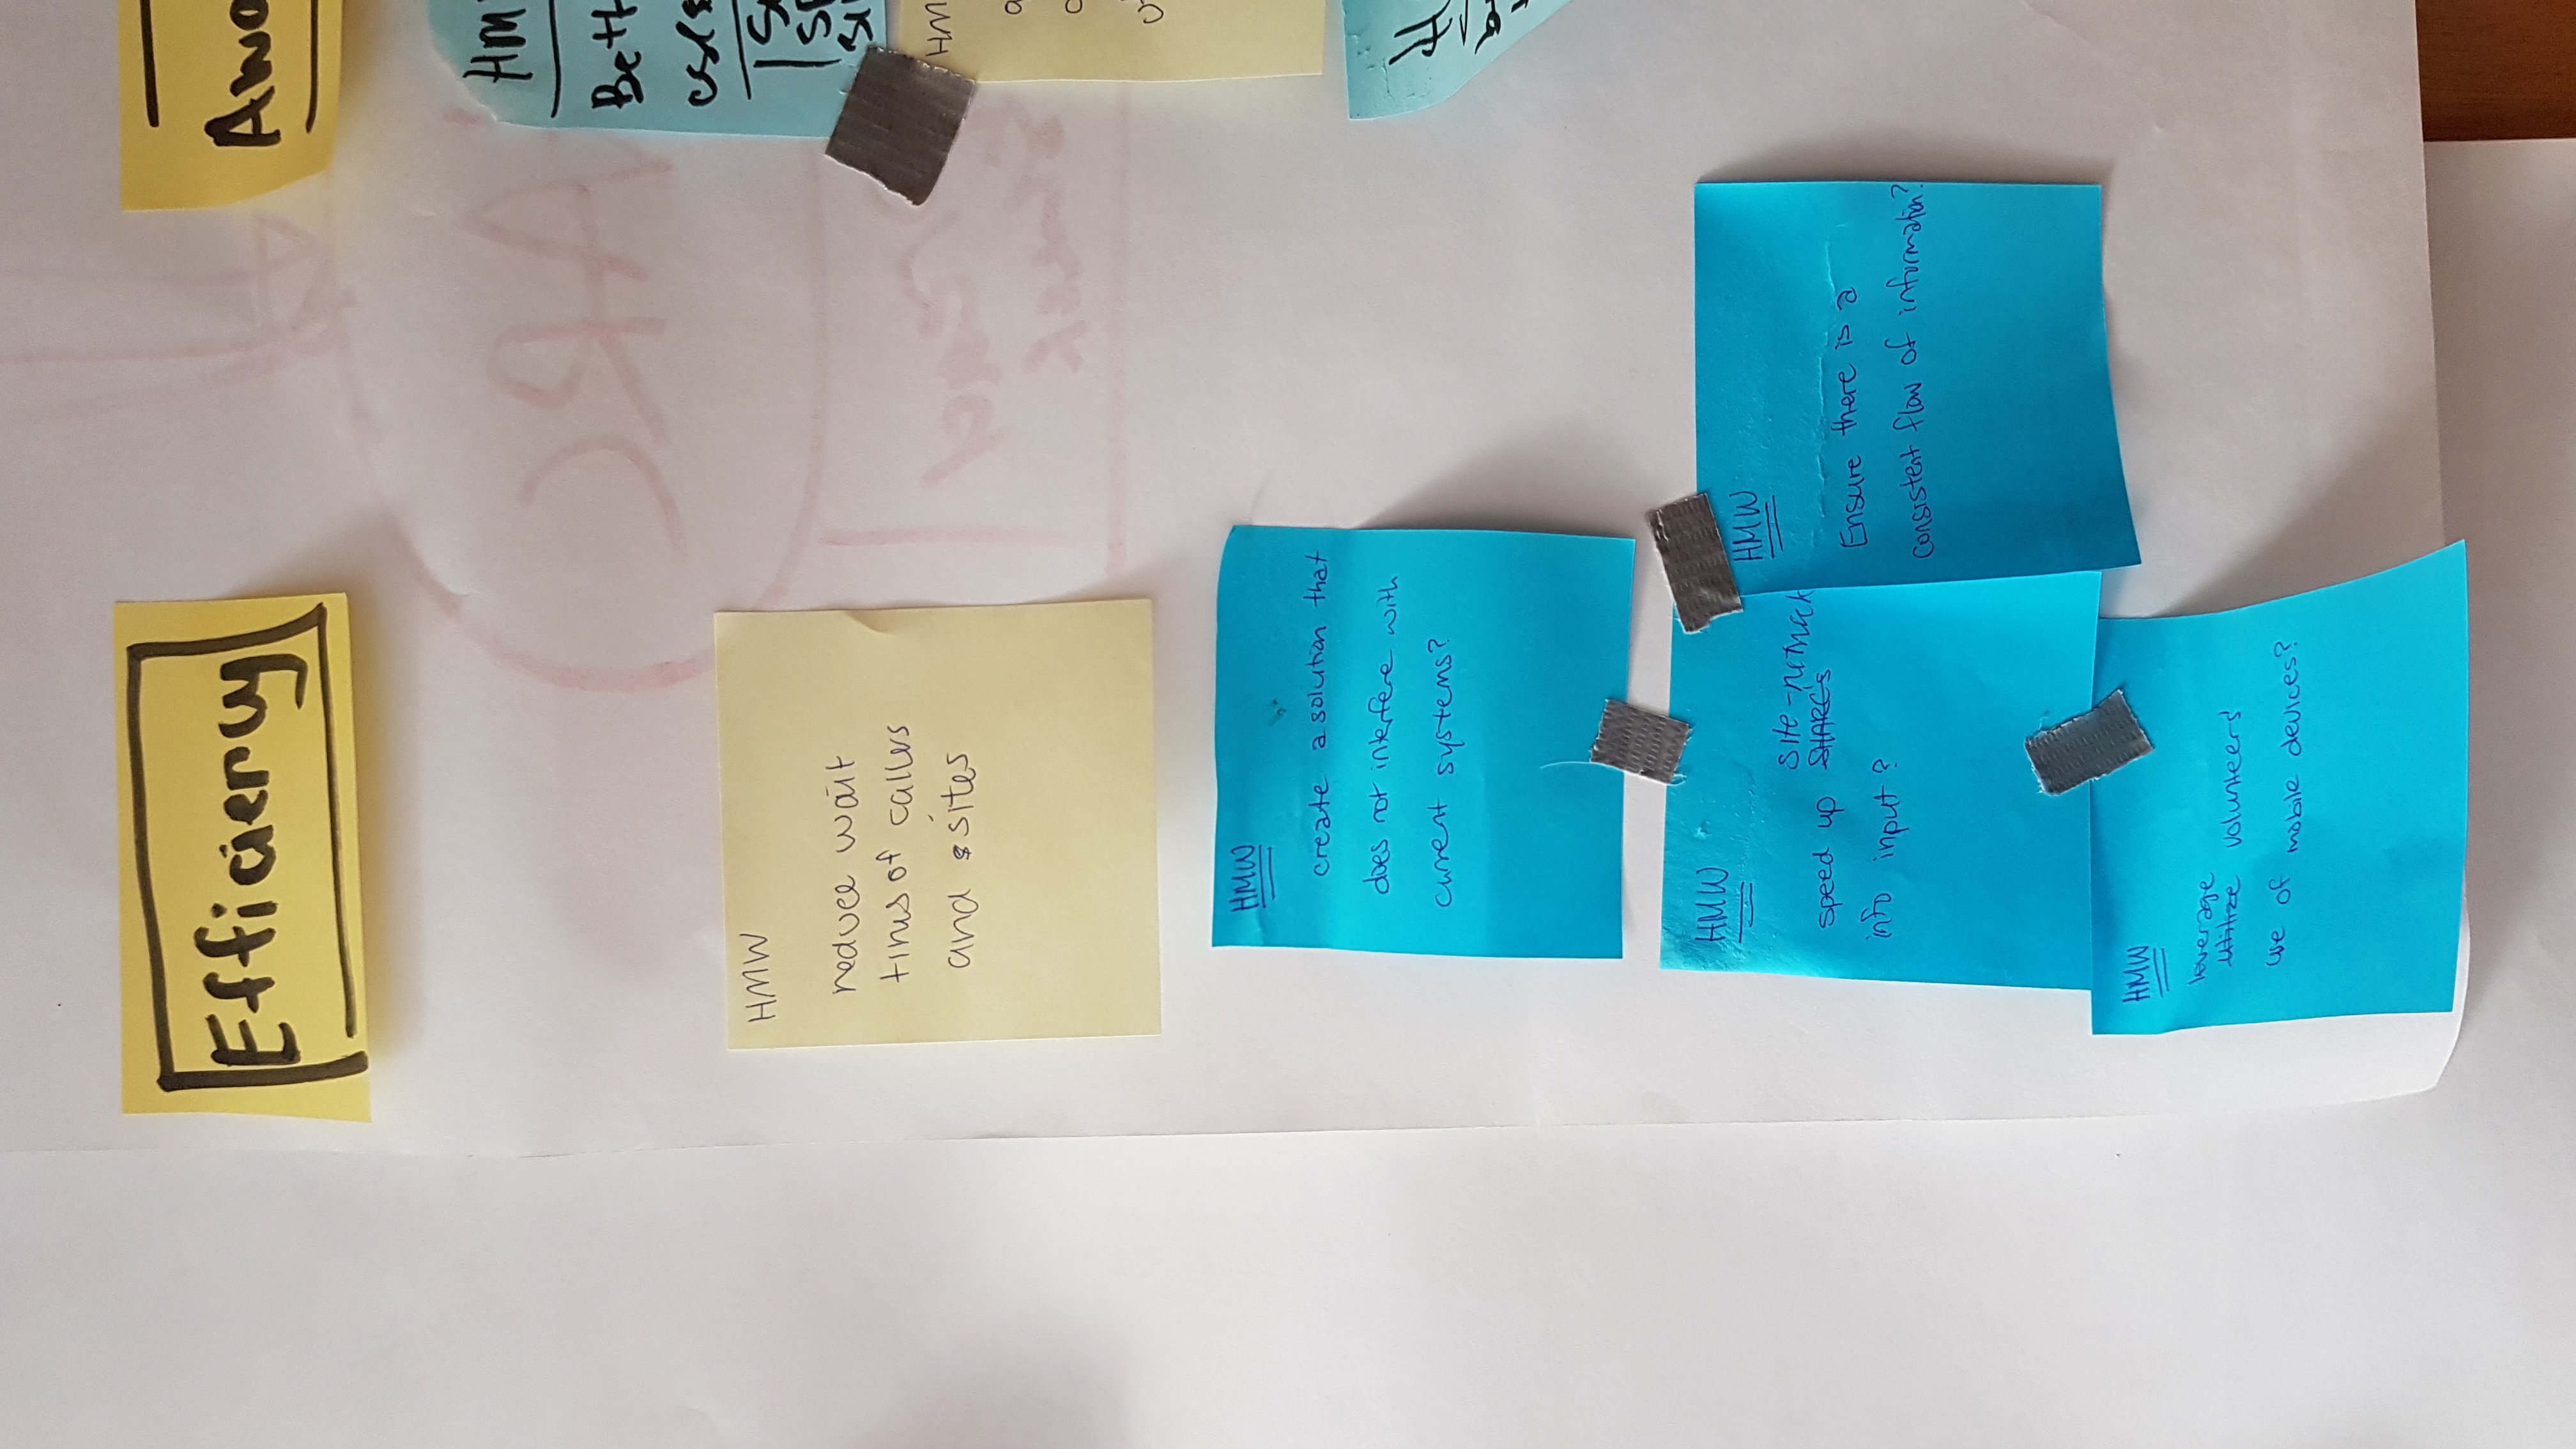 Efficiency
HMW
reduce wait
times of callers
and sites
HMW
create a solution that
does not interfere with
current systems?
HMW
site-network
speed up SHARC's
info input?
HMW
Ensure there is a
consistent flow of information?
HMW
leverage
utilize volunteers'
use of mobile devices?
Awa
HM
Bett
HM
ARC